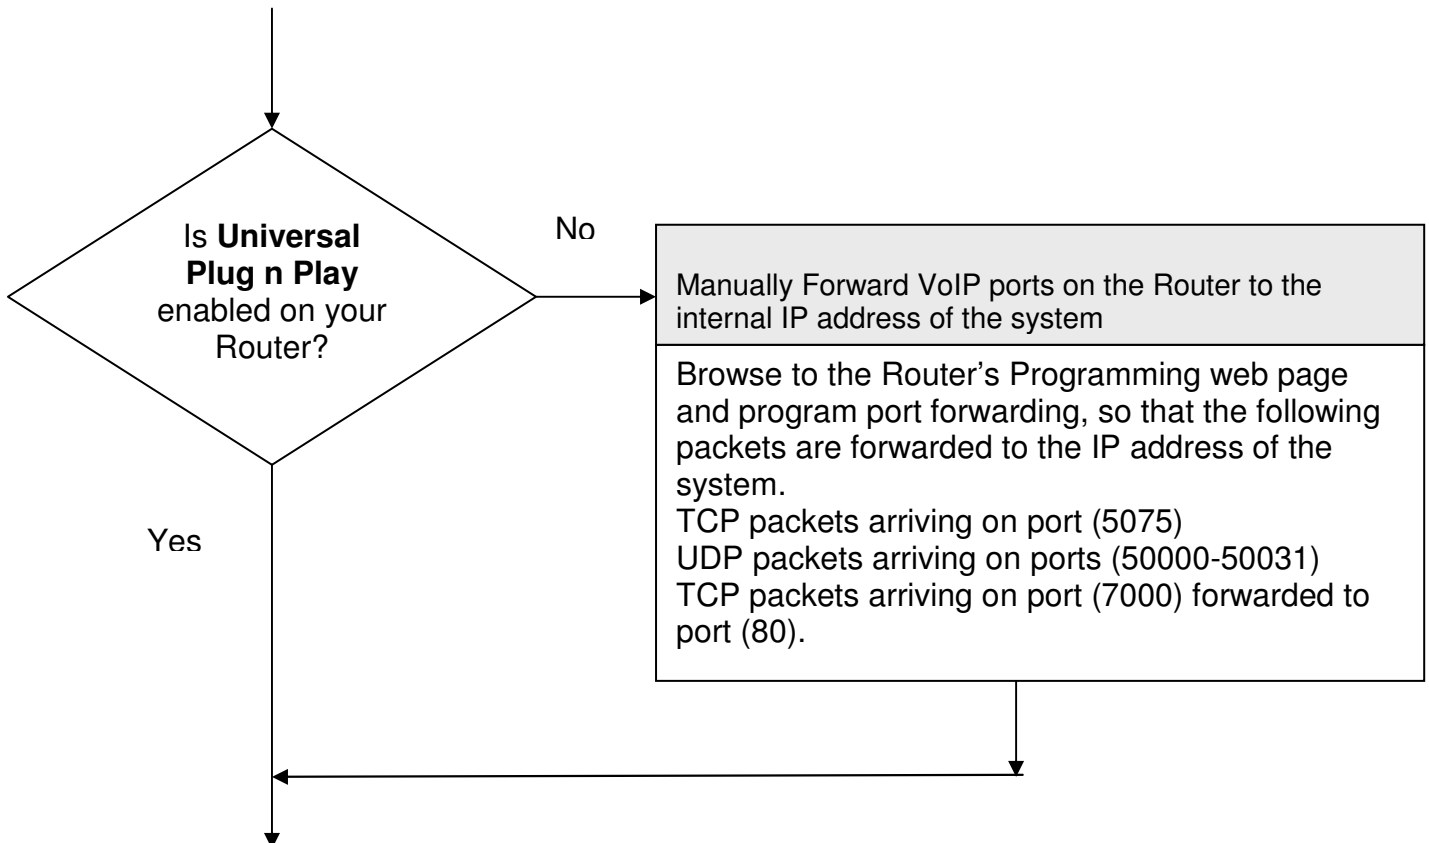 Is Universal
Plug n Play
enabled on your
Router?
No
Manually Forward VoIP ports on the Router to the
internal IP address of the system
Browse to the Router's Programming web page
and program port forwarding, so that the following
packets are forwarded to the IP address of the
system.
TCP packets arriving on port (5075)
UDP packets arriving on ports (50000-50031)
TCP packets arriving on port (7000) forwarded to
port (80).
Yes